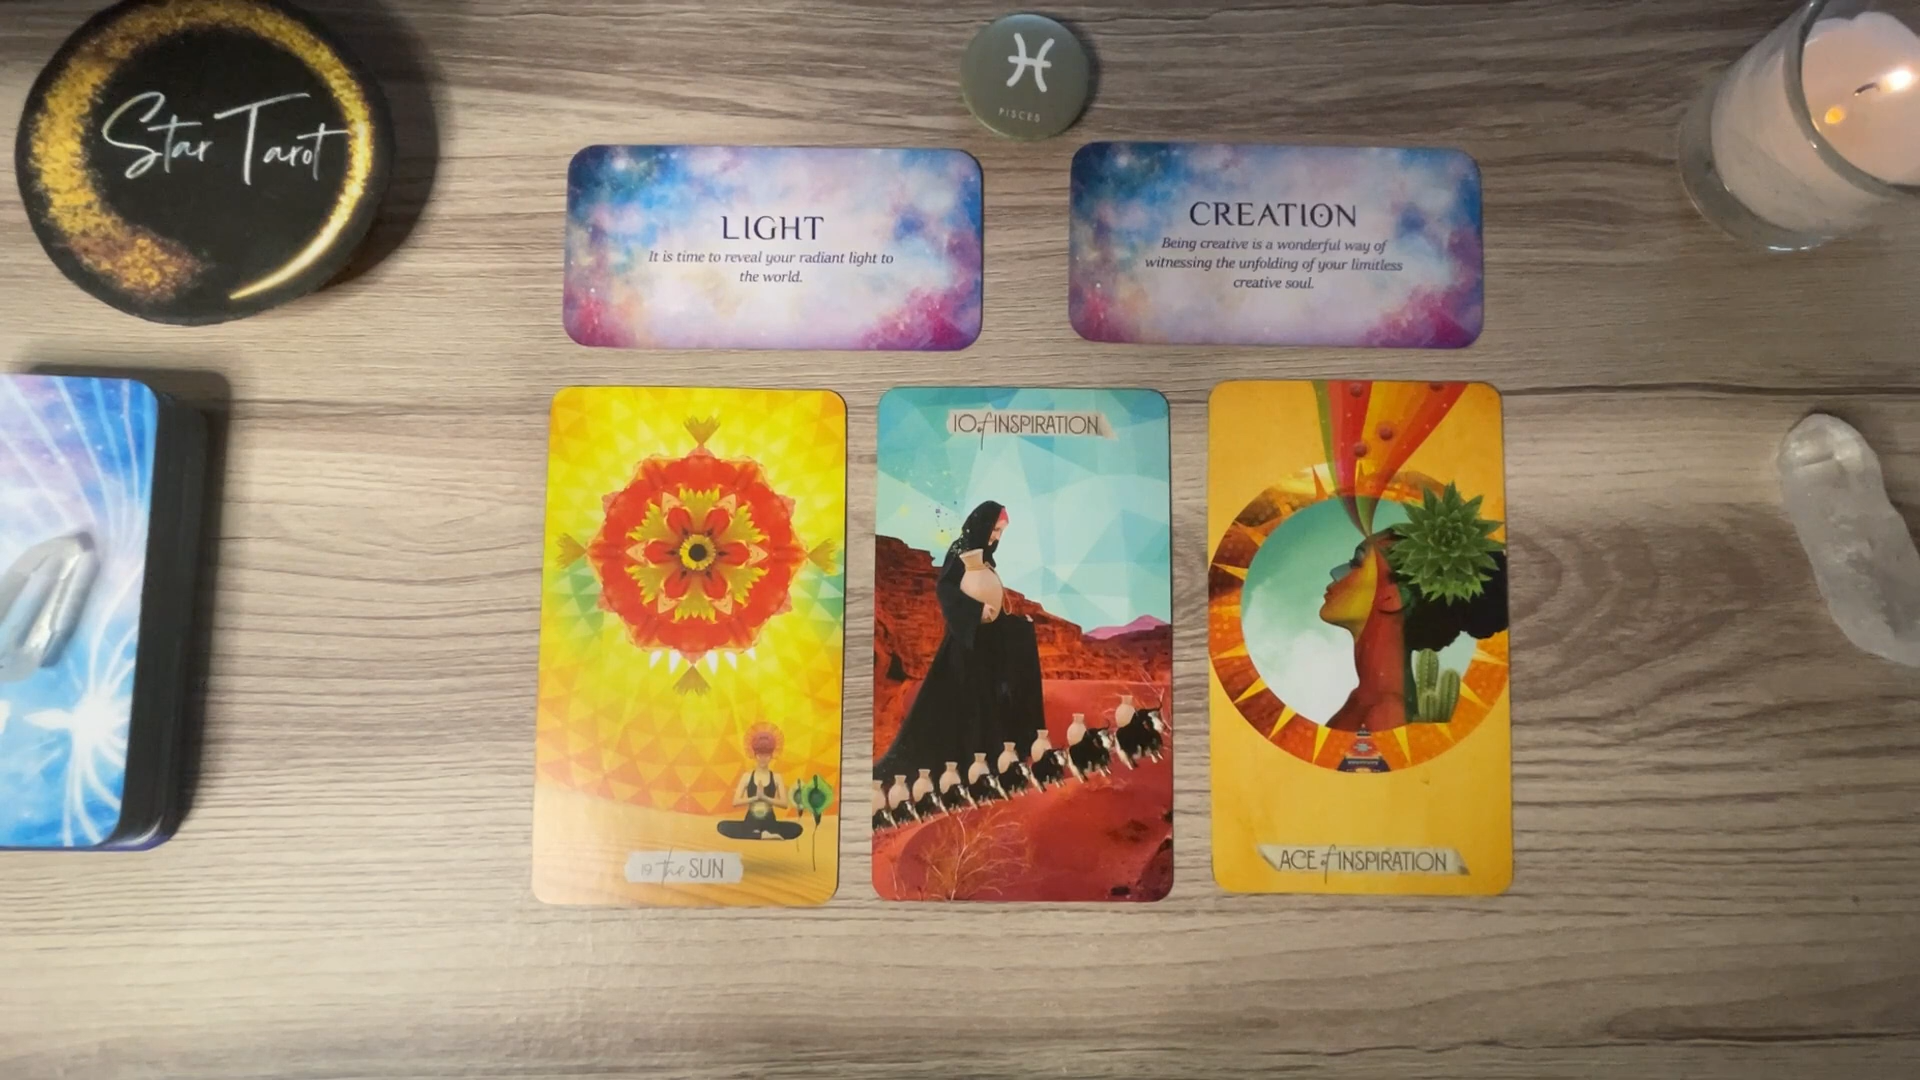 Star Tarot
PISCES
LIGHT
It is time to reveal your radiant light to
the world.
CREATION
Being creative is a wonderful way of
witnessing the unfolding of your limitless
creative soul.
10 of INSPIRATION
19 the SUN
ACE of INSPIRATION